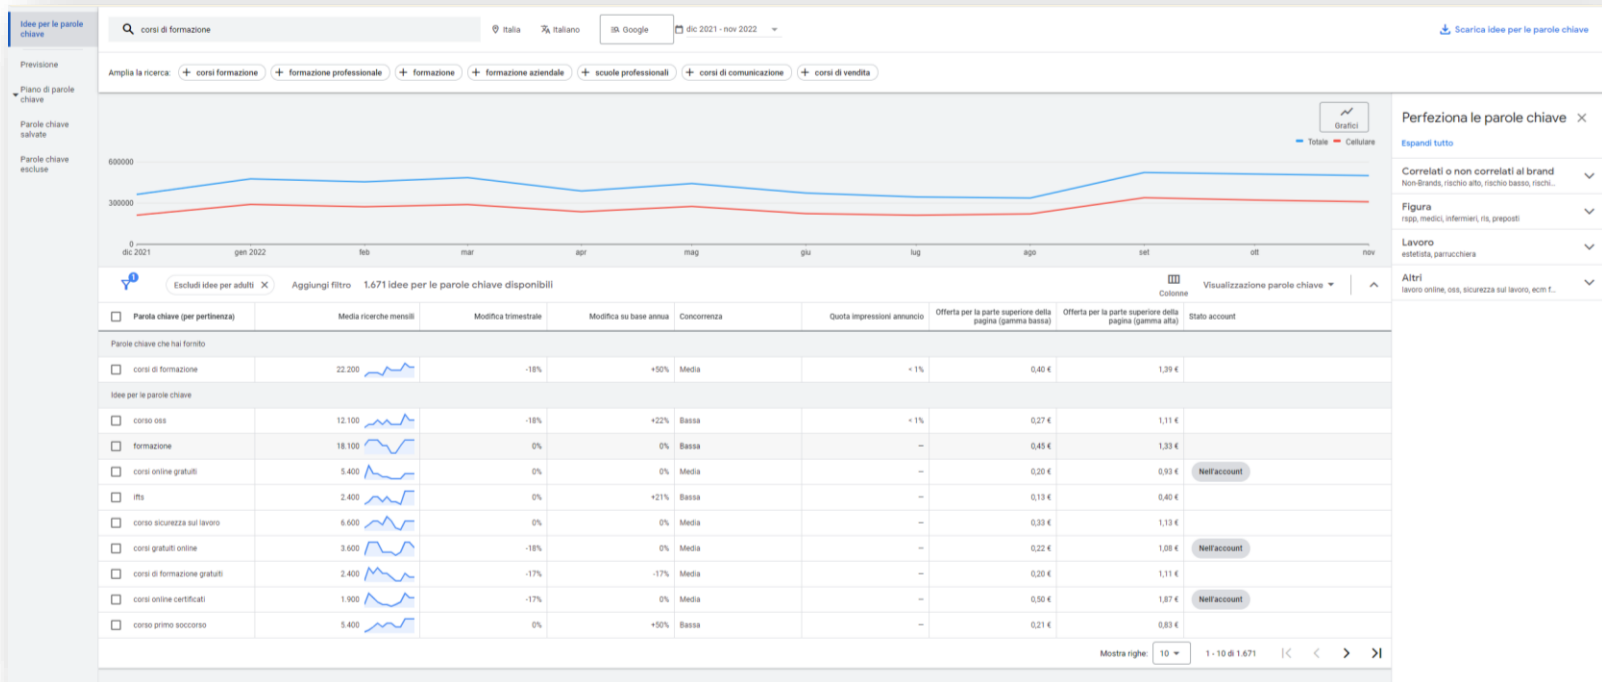 Idee per le parole
chiave
Previsione
Piano di parole
chiave
Parole chiave
salvate
Parole chiave
escluse
corsi di formazione
Italia
Italiano
Google
dic 2021 - nov 2022
Scarica idee per le parole chiave
Amplia la ricerca: + corsi formazione + formazione professionale + formazione + formazione aziendale + scuole professionali + corsi di comunicazione + corsi di vendita
Grafici
Totale Cellulare
600000
300000
0
dic 2021 gen 2022 feb mar apr mag giu lug ago set ott nov
Perfeziona le parole chiave
Espandi tutto
Correlati o non correlati al brand
Non-Brands, rischio alto, rischio basso, rischi...
Figura
rspp, medici, infermieri, rls, preposti
Lavoro
estetista, parrucchiera
Altri
lavoro online, oss, sicurezza sul lavoro, ecm f...
1
Escludi idee per adulti
Aggiungi filtro
1.671 idee per le parole chiave disponibili
Colonne
Visualizzazione parole chiave
Parola chiave (per pertinenza) Media ricerche mensili Modifica trimestrale Modifica su base annua Concorrenza Quota impressioni annuncio Offerta per la parte superiore della pagina (gamma bassa) Offerta per la parte superiore della pagina (gamma alta) Stato account
Parole chiave che hai fornito
corsi di formazione 22.200 -18% +50% Media < 1% 0,40 € 1,39 €
Idee per le parole chiave
corso oss 12.100 -18% +22% Bassa < 1% 0,27 € 1,11 €
formazione 18.100 0% 0% Bassa – 0,45 € 1,33 €
corsi online gratuiti 5.400 0% 0% Media – 0,20 € 0,93 € Nell'account
ifts 2.400 0% +21% Bassa – 0,13 € 0,40 €
corso sicurezza sul lavoro 6.600 0% 0% Media – 0,33 € 1,13 €
corsi gratuiti online 3.600 -18% 0% Media – 0,22 € 1,08 € Nell'account
corsi di formazione gratuiti 2.400 -17% -17% Media – 0,20 € 1,11 €
corsi online certificati 1.900 -17% 0% Media – 0,50 € 1,87 € Nell'account
corso primo soccorso 5.400 0% +50% Bassa – 0,21 € 0,83 €
Mostra righe: 10 1 - 10 di 1.671